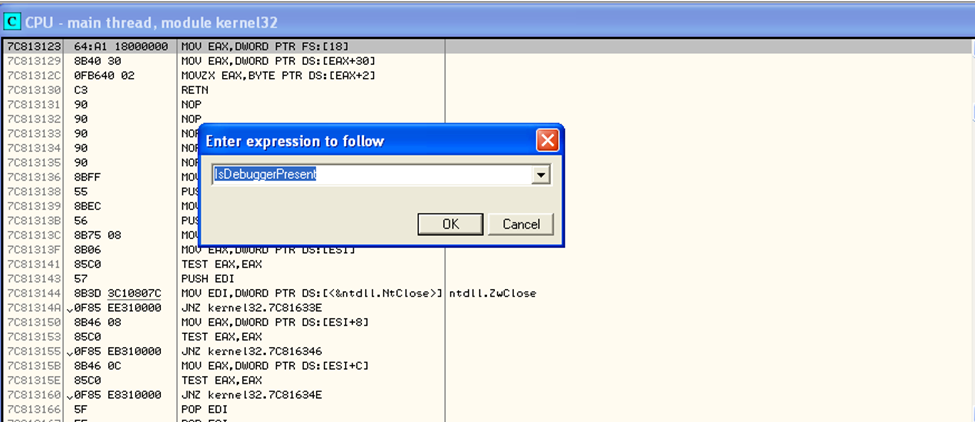 C CPU - main thread, module kernel32
7C813123 64:A1 18000000 MOV EAX,DWORD PTR FS:[18]
7C813129 8B40 30 MOV EAX,DWORD PTR DS:[EAX+30]
7C81312C 0FB640 02 MOVZX EAX,BYTE PTR DS:[EAX+2]
7C813130 C3 RETN
7C813131 90 NOP
7C813132 90 NOP
7C813133 90 NOP
7C813134 90 NOP
7C813135 90 NOP
7C813136 8BFF MOV
7C813138 55 PUS
7C813139 8BEC MOV
7C81313B 56 PUS
7C81313C 8B75 08 MOV
7C81313F 8B06 MOV EAX,DWORD PTR DS:[ESI]
7C813141 85C0 TEST EAX,EAX
7C813143 57 PUSH EDI
7C813144 8B3D 3C10807C MOV EDI,DWORD PTR DS:[<&ntdll.NtClose>] ntdll.ZwClose
7C81314A 0F85 EE310000 JNZ kernel32.7C81633E
7C813150 8B46 08 MOV EAX,DWORD PTR DS:[ESI+8]
7C813153 85C0 TEST EAX,EAX
7C813155 0F85 EB310000 JNZ kernel32.7C816346
7C81315B 8B46 0C MOV EAX,DWORD PTR DS:[ESI+C]
7C81315E 85C0 TEST EAX,EAX
7C813160 0F85 E8310000 JNZ kernel32.7C81634E
7C813166 5F POP EDI
Enter expression to follow
IsDebuggerPresent
OK Cancel